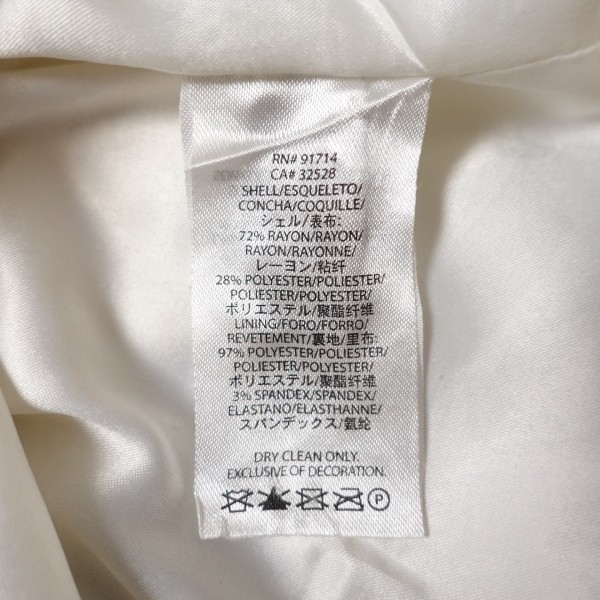 RN# 91714
CA# 32528
SHELL/ESQUELETO/
CONCHA/COQUILLE/
シェル/表布:
72% RAYON/RAYON/
RAYON/RAYONNE/
レーヨン/粘纤
28% POLYESTER/POLIESTER/
POLIESTER/POLYESTER/
ポリエステル/聚酯纤维
LINING/FORO/FORRO/
REVETEMENT/裏地/里布:
97% POLYESTER/POLIESTER/
POLIESTER/POLYESTER/
ポリエステル/聚酯纤维
3% SPANDEX/SPANDEX/
ELASTANO/ELASTHANNE/
スパンデックス/氨纶
DRY CLEAN ONLY.
EXCLUSIVE OF DECORATION.
P